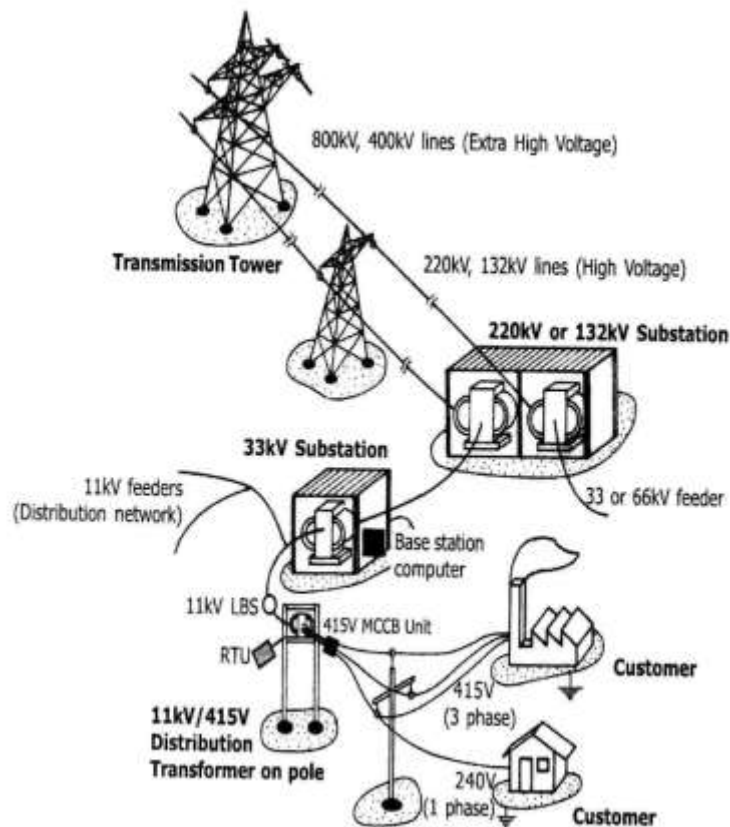 800kV, 400kV lines (Extra High Voltage)
Transmission Tower
220kV, 132kV lines (High Voltage)
220kV or 132kV Substation
33kV Substation
11kV feeders
(Distribution network)
33 or 66kV feeder
Base station
computer
11kV LBS
415V MCCB Unit
RTU
Customer
415V
(3 phase)
11kV/415V
Distribution
Transformer on pole
240V
(1 phase)
Customer